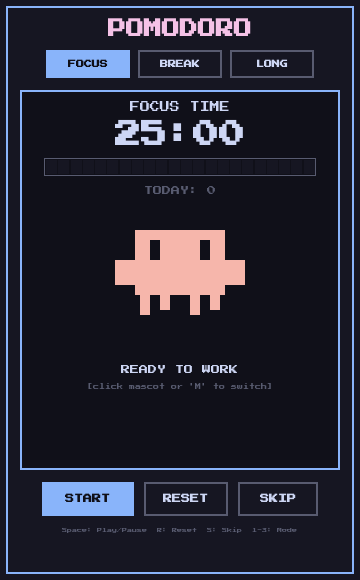 POMODORO
FOCUS BREAK LONG
FOCUS TIME
25:00
TODAY: 0
READY TO WORK
[click mascot or 'M' to switch]
START RESET SKIP
Space: Play/Pause R: Reset S: Skip 1-3: Mode